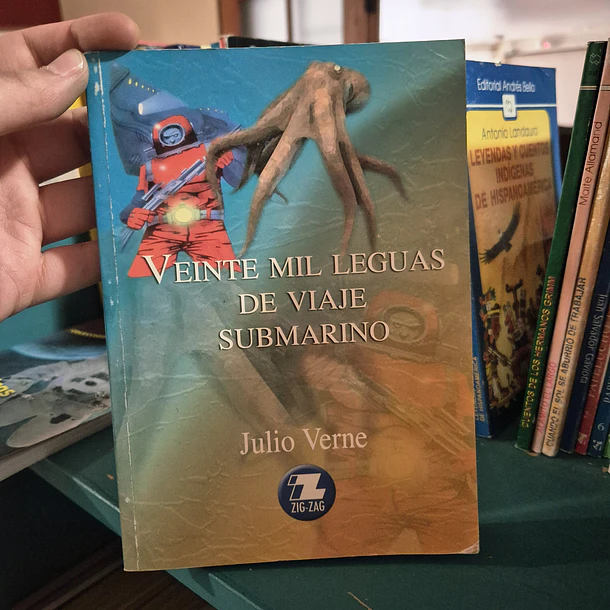 VEINTE MIL LEGUAS
DE VIAJE
SUBMARINO
Julio Verne
ZIG-ZAG
Editorial Andrés Bello
Antonio Landauro
LEYENDAS Y CUENTOS
INDÍGENAS
DE HISPANOAMÉRICA
CUENTOS DE LOS HERMANOS GRIMM
Maité Allamand
CUANDO EL SOL SE ABURRIÓ DE TRABAJAR